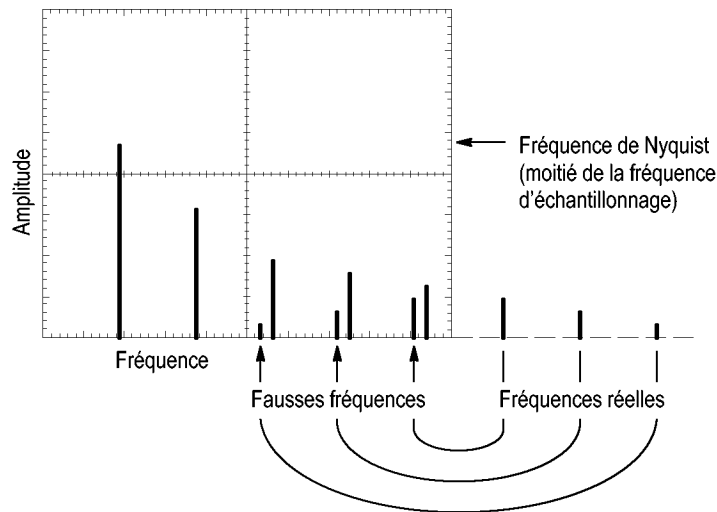 Amplitude
Fréquence de Nyquist
(moitié de la fréquence
d'échantillonnage)
Fréquence
Fausses fréquences
Fréquences réelles